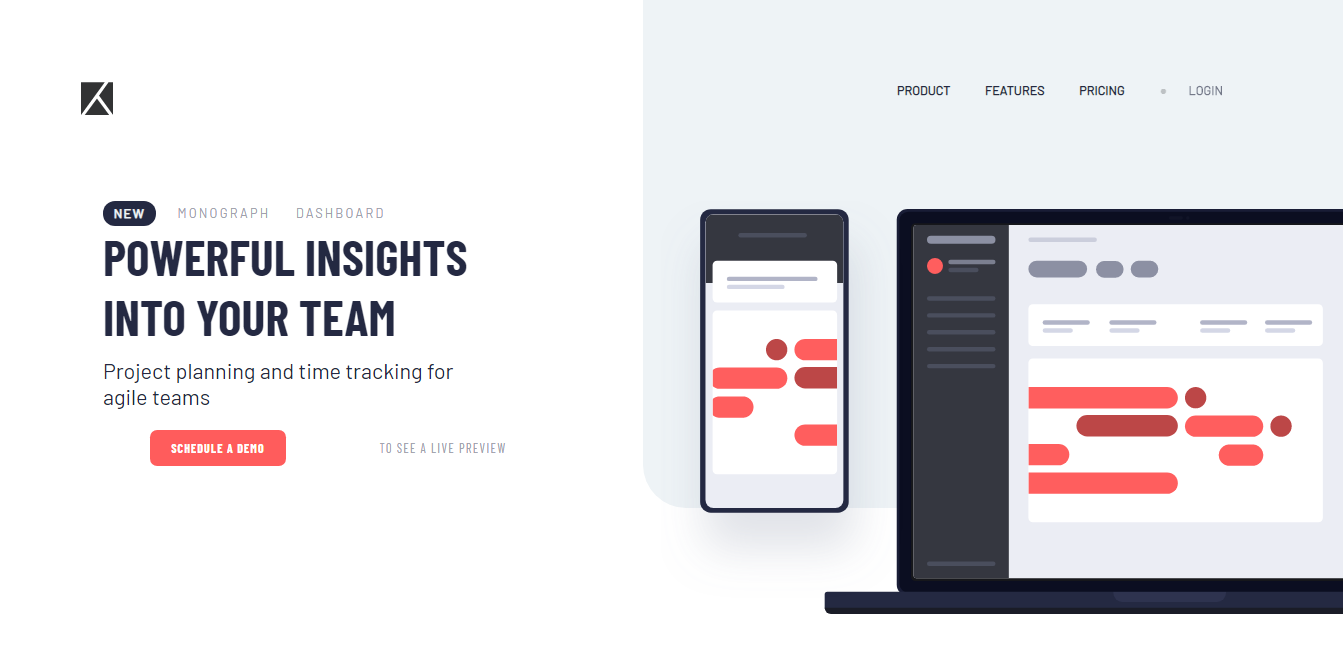 PRODUCT FEATURES PRICING LOGIN
NEW MONOGRAPH DASHBOARD
POWERFUL INSIGHTS
INTO YOUR TEAM
Project planning and time tracking for
agile teams
SCHEDULE A DEMO TO SEE A LIVE PREVIEW